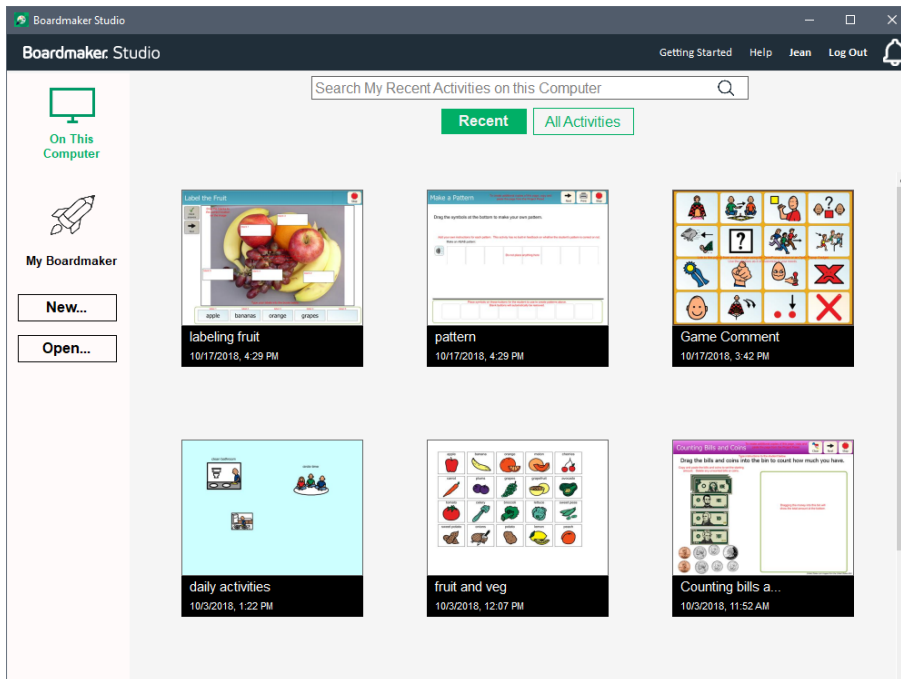 Boardmaker Studio
Boardmaker. Studio
Getting Started Help Jean Log Out
Search My Recent Activities on this Computer
Recent All Activities
On This
Computer
My Boardmaker
New...
Open...
Label the Fruit
apple bananas orange grapes
labeling fruit
10/17/2018, 4:29 PM
Make a Pattern
Drag the symbols at the bottom to make your own pattern.
pattern
10/17/2018, 4:29 PM
Game Comment
10/17/2018, 3:42 PM
daily activities
10/3/2018, 1:22 PM
fruit and veg
10/3/2018, 12:07 PM
Counting Bills and Coins
Drag the bills and coins into the bin to count how much you have.
Counting bills a...
10/3/2018, 11:52 AM